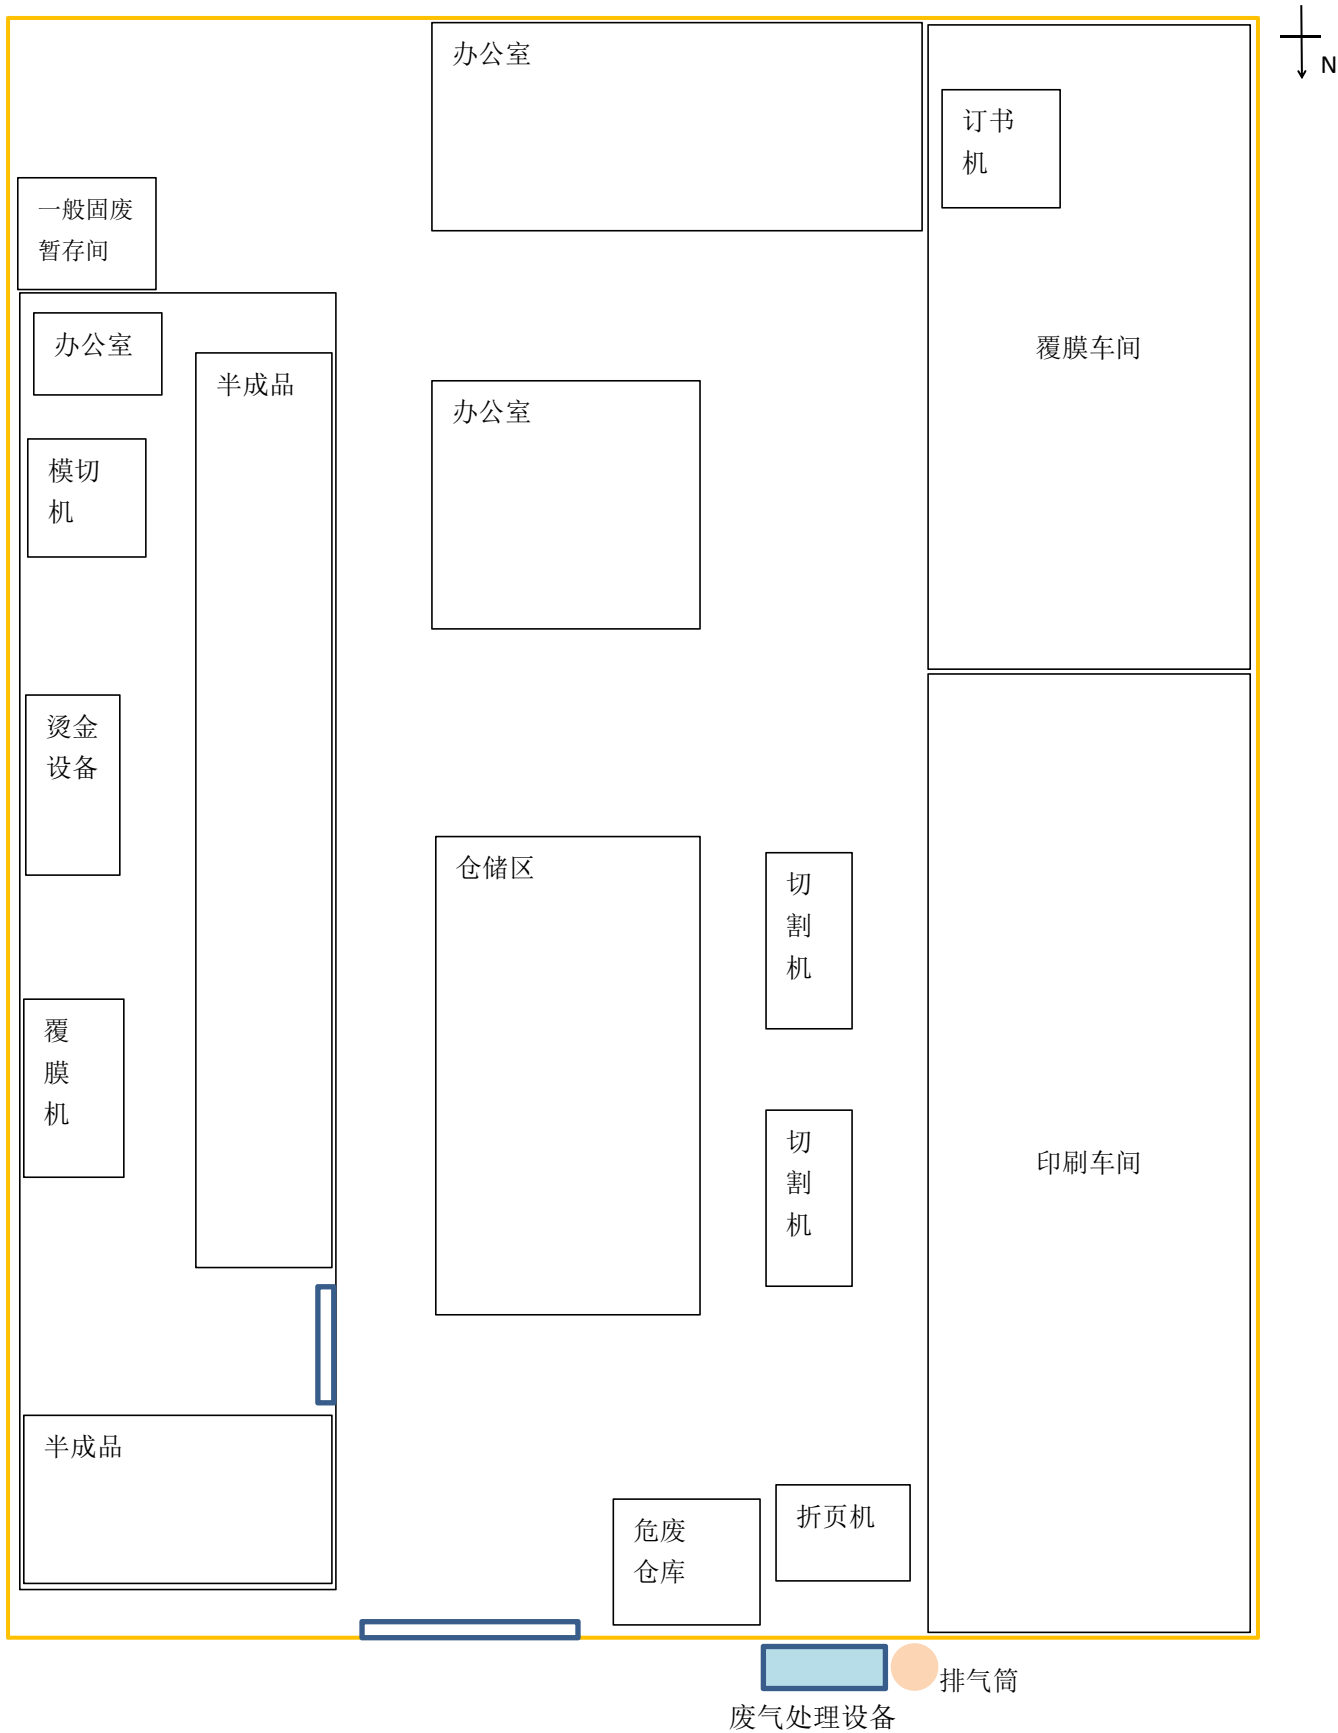 办公室
N
订书
机
一般固废
暂存间
办公室
半成品
覆膜车间
办公室
模切
机
烫金
设备
仓储区
切
割
机
覆
膜
机
切
割
机
印刷车间
半成品
危废
仓库
折页机
排气筒
废气处理设备